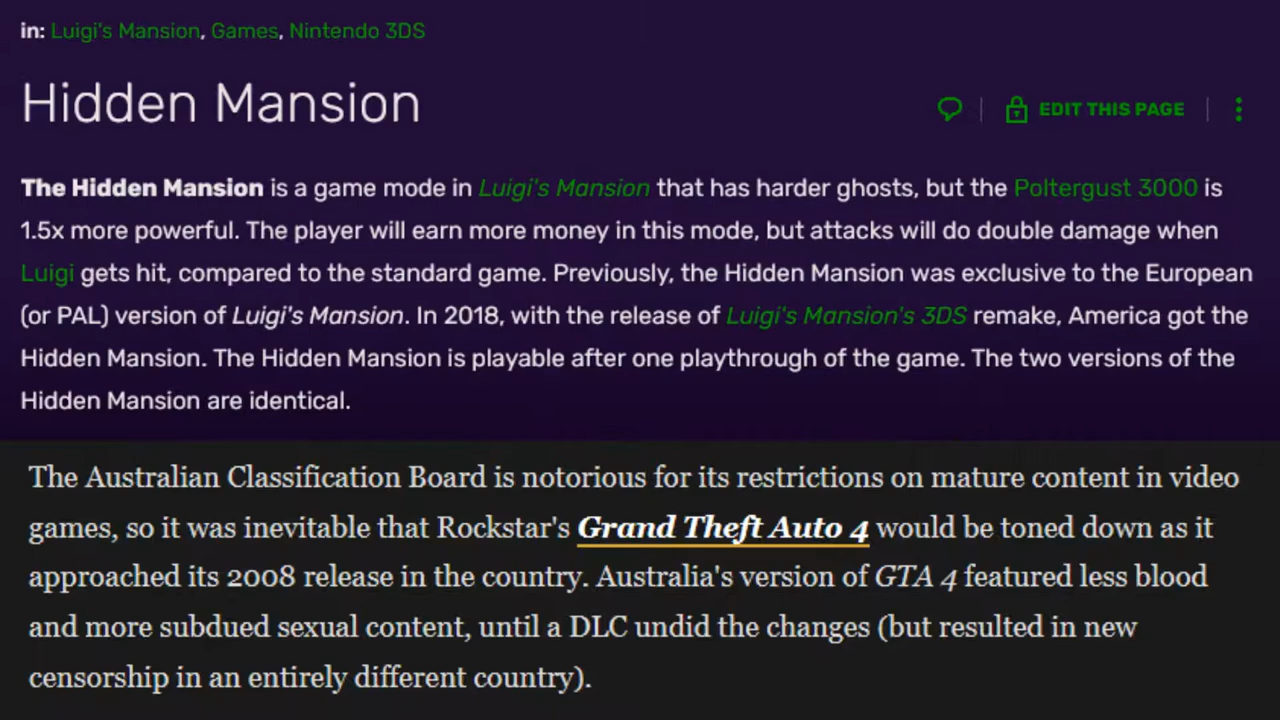 in: Luigi's Mansion, Games, Nintendo 3DS
Hidden Mansion
EDIT THIS PAGE
The Hidden Mansion is a game mode in Luigi's Mansion that has harder ghosts, but the Poltergust 3000 is
1.5x more powerful. The player will earn more money in this mode, but attacks will do double damage when
Luigi gets hit, compared to the standard game. Previously, the Hidden Mansion was exclusive to the European
(or PAL) version of Luigi's Mansion. In 2018, with the release of Luigi's Mansion's 3DS remake, America got the
Hidden Mansion. The Hidden Mansion is playable after one playthrough of the game. The two versions of the
Hidden Mansion are identical.
The Australian Classification Board is notorious for its restrictions on mature content in video
games, so it was inevitable that Rockstar's Grand Theft Auto 4 would be toned down as it
approached its 2008 release in the country. Australia's version of GTA 4 featured less blood
and more subdued sexual content, until a DLC undid the changes (but resulted in new
censorship in an entirely different country).